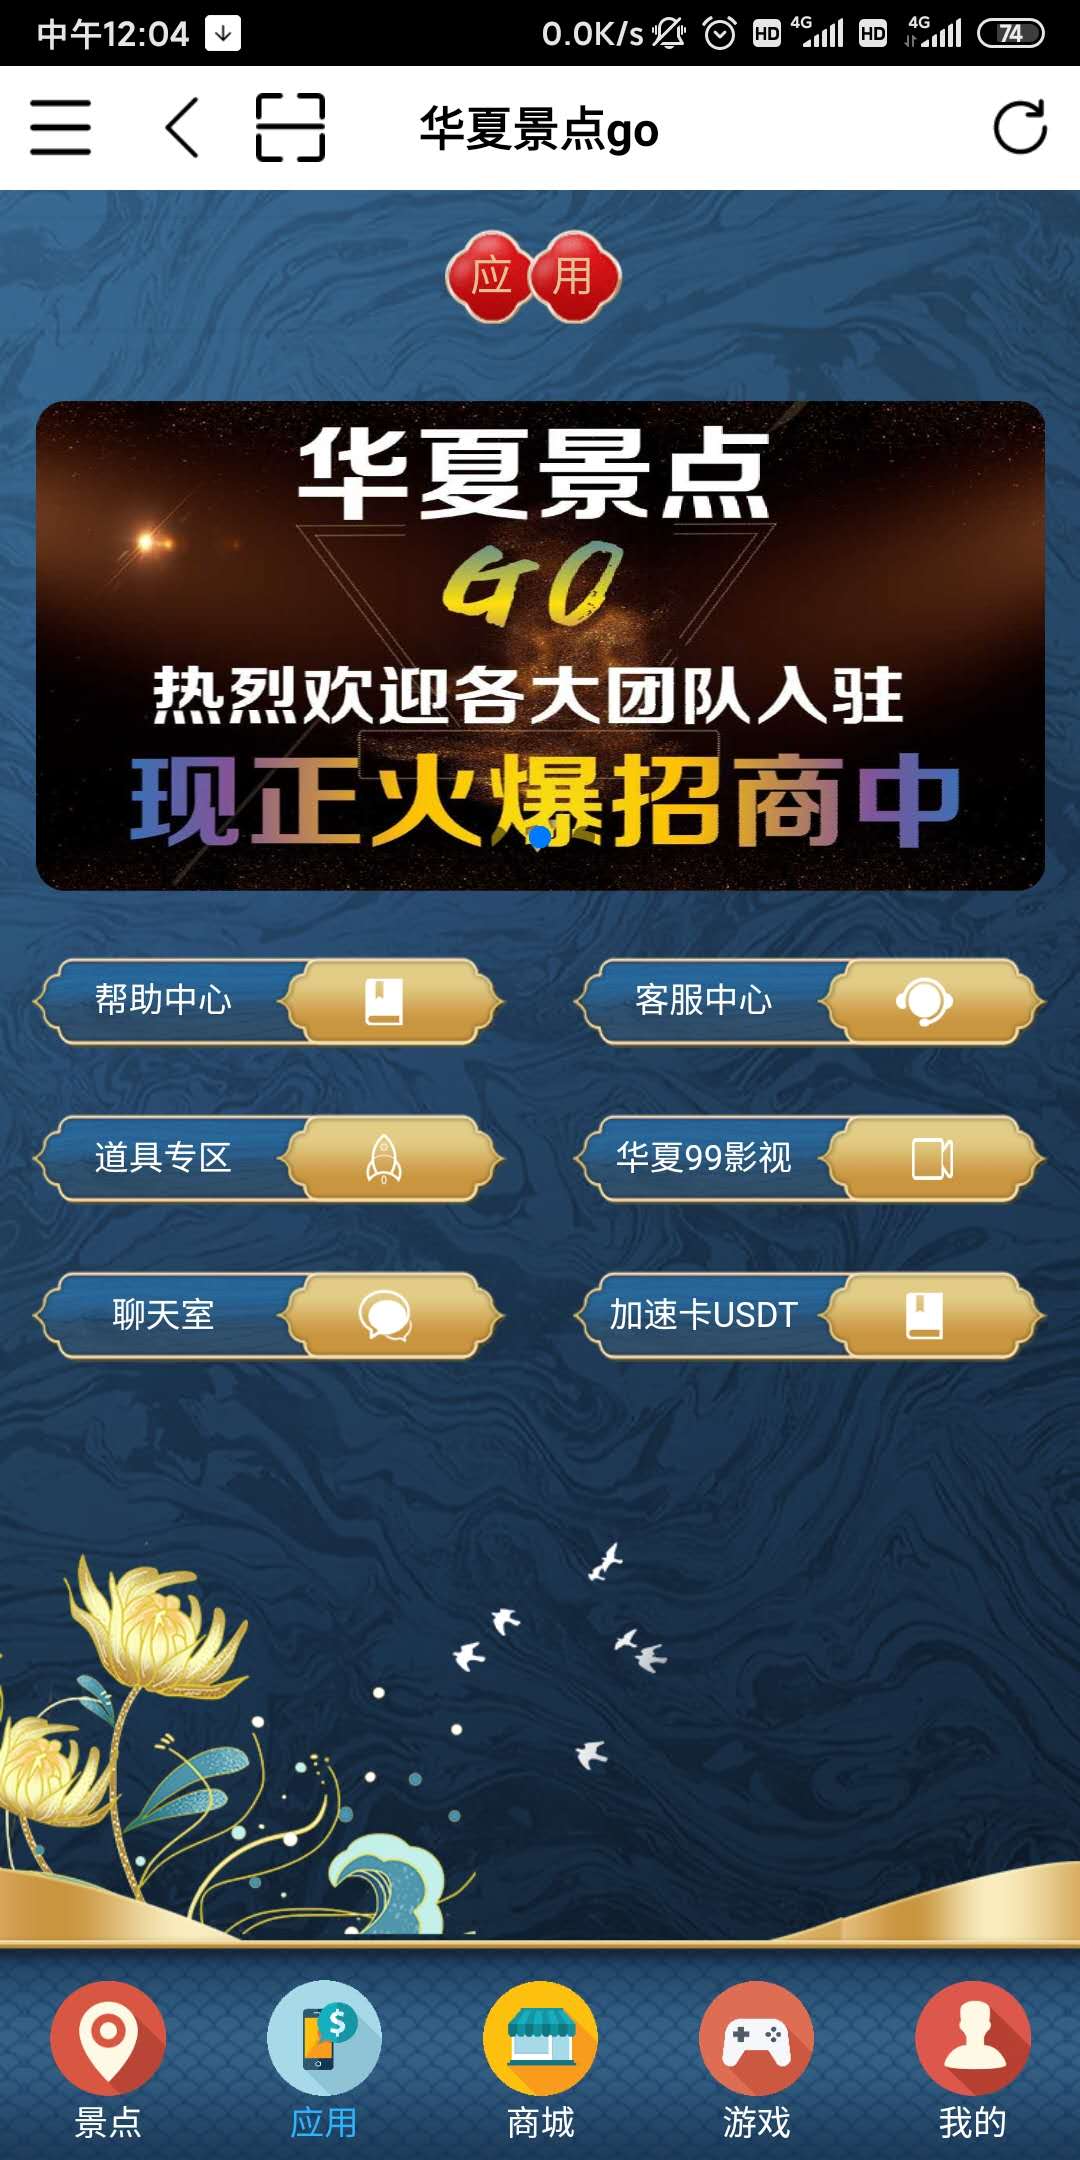 中午12:04 0.0K/s HD 4G HD 4G 74
华夏景点go
应用
华夏景点
GO
热烈欢迎各大团队入驻
现正火爆招商中
帮助中心 客服中心
道具专区 华夏99影视
聊天室 加速卡USDT
景点 应用 商城 游戏 我的